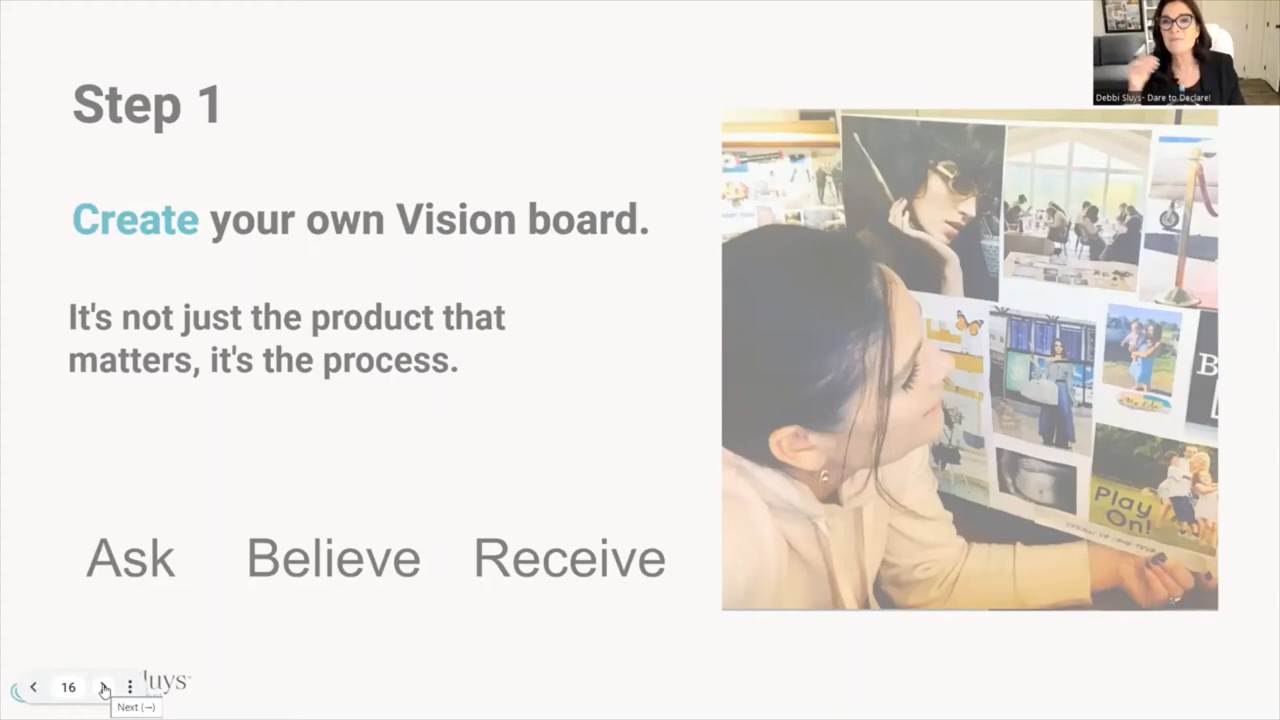 Debbi Sluys- Dare to Declare!
Step 1
Create your own Vision board.
It's not just the product that
matters, it's the process.
Play
On!
Ask Believe Receive
16
luys
Next (→)